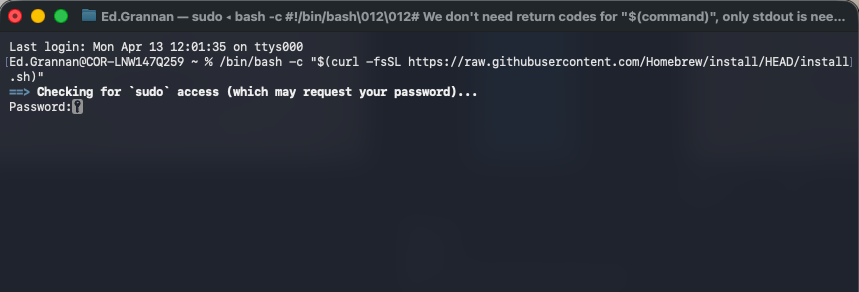 Ed.Grannan — sudo ◂ bash -c #!/bin/bash\012\012# We don't need return codes for "$(command)", only stdout is nee...
Last login: Mon Apr 13 12:01:35 on ttys000
[Ed.Grannan@COR-LNW147Q259 ~ % /bin/bash -c "$(curl -fsSL https://raw.githubusercontent.com/Homebrew/install/HEAD/install]
.sh)"
==> Checking for `sudo` access (which may request your password)...
Password: